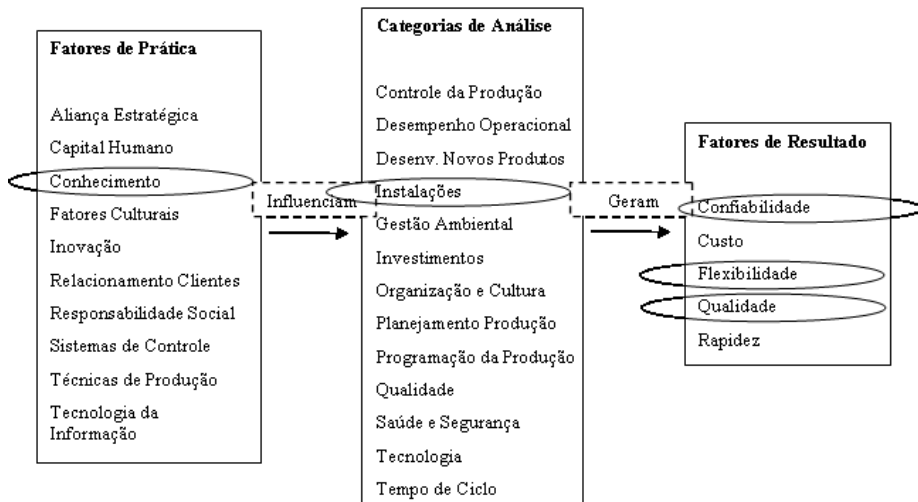 Fatores de Prática
Aliança Estratégica
Capital Humano
Conhecimento
Fatores Culturais
Inovação
Relacionamento Clientes
Responsabilidade Social
Sistemas de Controle
Técnicas de Produção
Tecnologia da
Informação
Influenciam
Categorias de Análise
Controle da Produção
Desempenho Operacional
Desenv. Novos Produtos
Instalações
Gestão Ambiental
Investimentos
Organização e Cultura
Planejamento Produção
Programação da Produção
Qualidade
Saúde e Segurança
Tecnologia
Tempo de Ciclo
Geram
Fatores de Resultado
Confiabilidade
Custo
Flexibilidade
Qualidade
Rapidez